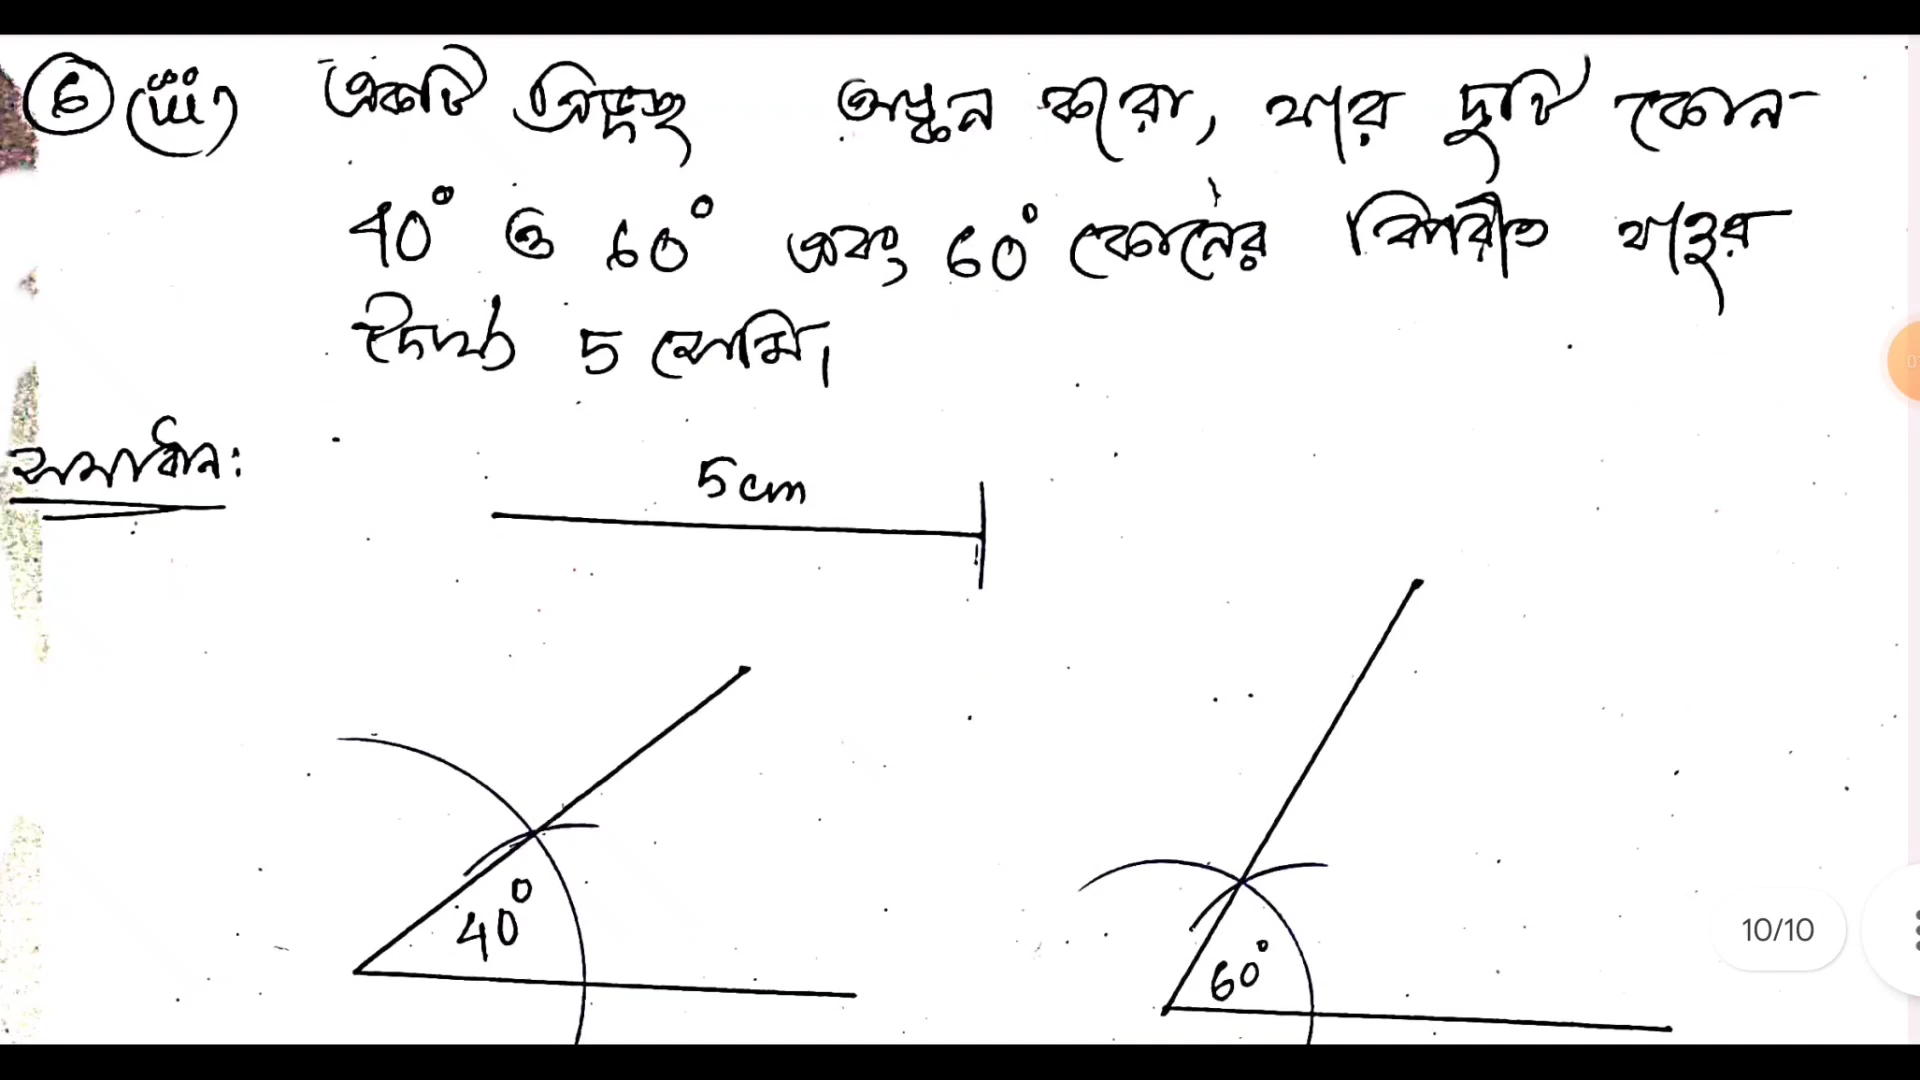 6 (iii) একটি ত্রিভুজ অঙ্কন করো, যার দুটি কোন
40° ও 60° এবং 60° কোনের বিপরীত বাহুর
দৈর্ঘ্য 5 সেমি।
সমাধান:
5cm
40°
60°
10/10